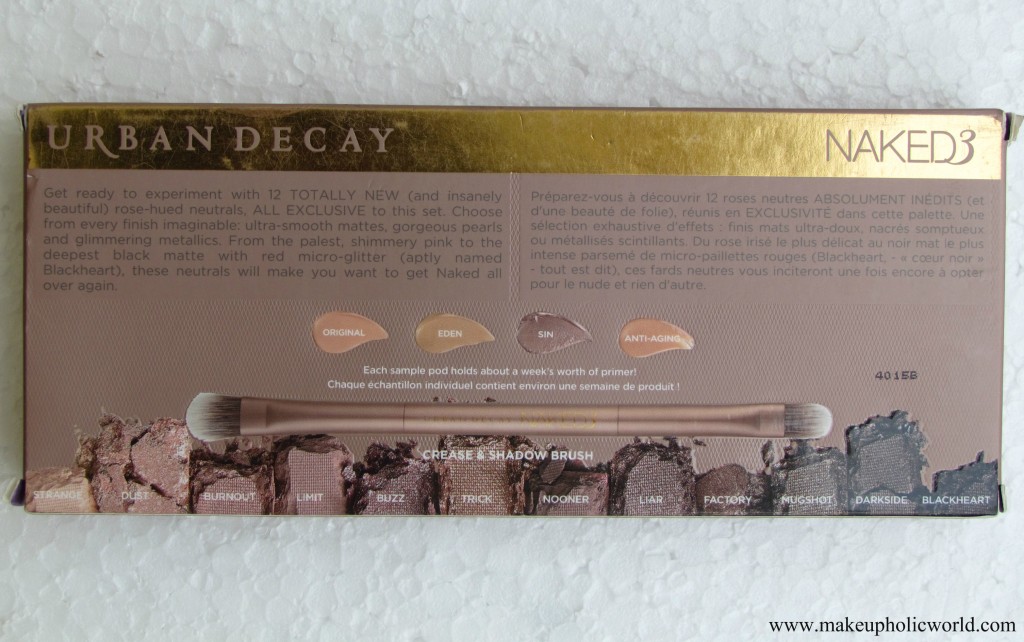 URBAN DECAY
NAKED3
Get ready to experiment with 12 TOTALLY NEW (and insanely
beautiful) rose-hued neutrals, ALL EXCLUSIVE to this set. Choose
from every finish imaginable: ultra-smooth mattes, gorgeous pearls
and glimmering metallics. From the palest, shimmery pink to the
deepest black matte with red micro-glitter (aptly named
Blackheart), these neutrals will make you want to get Naked all
over again.
Préparez-vous à découvrir 12 roses neutres ABSOLUMENT INÉDITS (et
d'une beauté de folie), réunis en EXCLUSIVITÉ dans cette palette. Une
sélection exhaustive d'effets : finis mats ultra-doux, nacrés somptueux
ou métallisés scintillants. Du rose irisé le plus délicat au noir mat le plus
intense parsemé de micro-paillettes rouges (Blackheart, - « cœur noir »
- tout est dit), ces fards neutres vous inciteront une fois encore à opter
pour le nude et rien d'autre.
ORIGINAL
EDEN
SIN
ANTI-AGING
Each sample pod holds about a week's worth of primer!
Chaque échantillon individuel contient environ une semaine de produit !
4015B
CREASE & SHADOW BRUSH
STRANGE
DUST
BURNOUT
LIMIT
BUZZ
TRICK
NOONER
LIAR
FACTORY
MUGSHOT
DARKSIDE
BLACKHEART
www.makeupholicworld.com